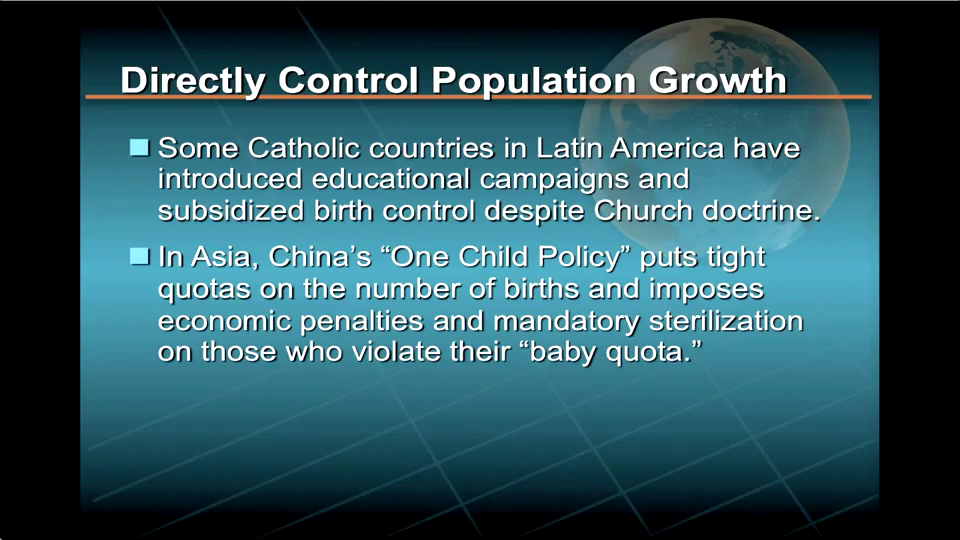 Directly Control Population Growth
Some Catholic countries in Latin America have
introduced educational campaigns and
subsidized birth control despite Church doctrine.
In Asia, China’s “One Child Policy” puts tight
quotas on the number of births and imposes
economic penalties and mandatory sterilization
on those who violate their “baby quota.”